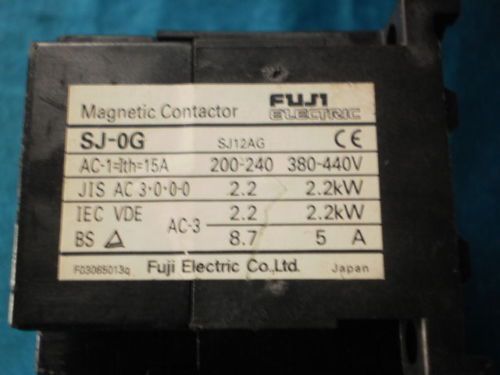 Magnetic Contactor FUJI ELECTRIC
SJ-0G SJ12AG CE
AC-1=Ith=15A 200-240 380-440V
JIS AC 3·0·0-0 2.2 2.2kW
IEC VDE AC-3 2.2 2.2kW
BS 8.7 5 A
F03065013q Fuji Electric Co.,Ltd. Japan